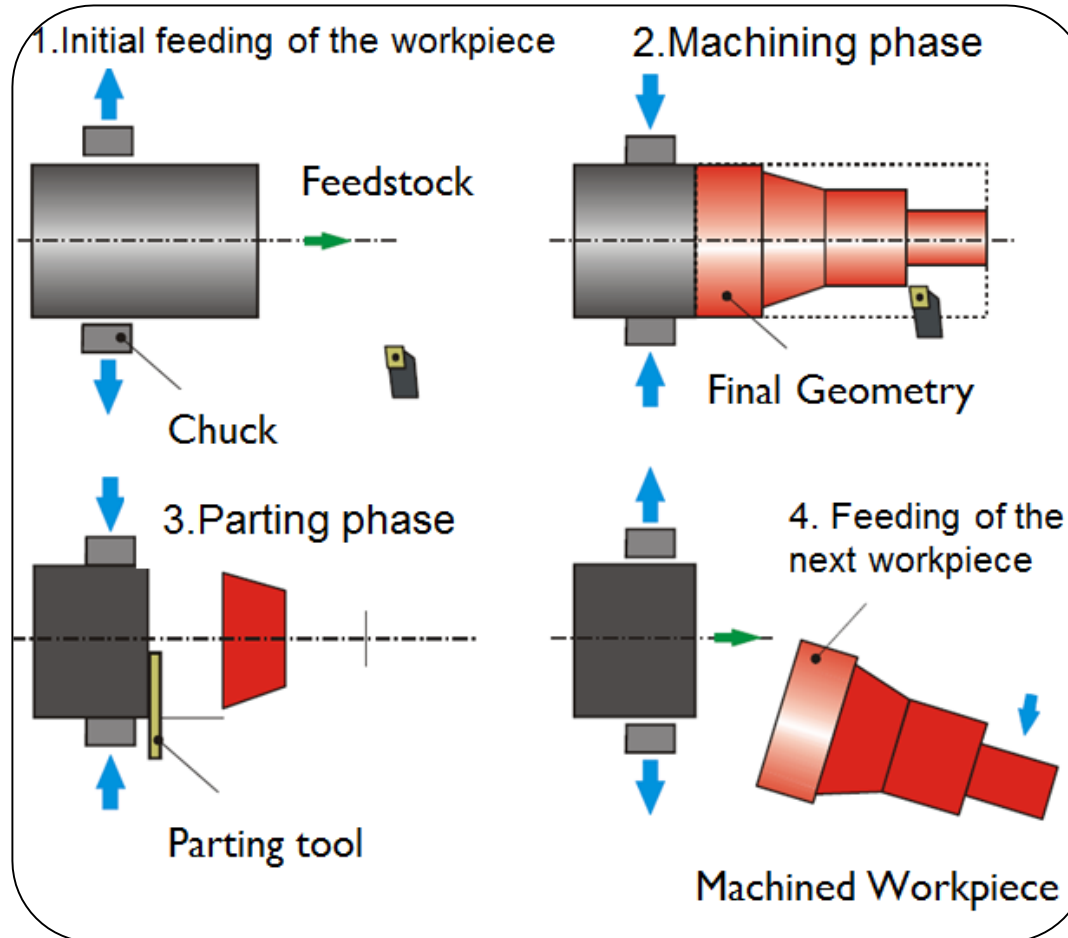 1.Initial feeding of the workpiece
2.Machining phase
Feedstock
Chuck
Final Geometry
3.Parting phase
4. Feeding of the
next workpiece
Parting tool
Machined Workpiece